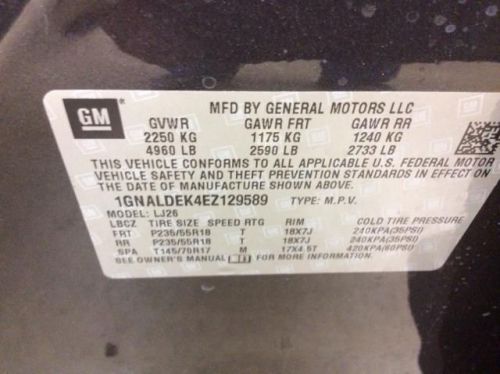 GM ® MFD BY GENERAL MOTORS LLC
GVWR GAWR FRT GAWR RR
2250 KG 1175 KG 1240 KG
4960 LB 2590 LB 2733 LB
THIS VEHICLE CONFORMS TO ALL APPLICABLE U.S. FEDERAL MOTOR
VEHICLE SAFETY AND THEFT PREVENTION STANDARDS IN EFFECT ON
THE DATE OF MANUFACTURE SHOWN ABOVE.
1GNALDEK4EZ129589 TYPE: M.P.V.
MODEL: LJ26
LBCZ TIRE SIZE SPEED RTG RIM COLD TIRE PRESSURE
FRT P235/55R18 T 18X7J 240KPA(35PSI)
RR P235/55R18 T 18X7J 240KPA(35PSI)
SPA T145/70R17 M 17X4.5T 420KPA(60PSI)
SEE OWNER'S MANUAL FOR MORE INFORMATION.